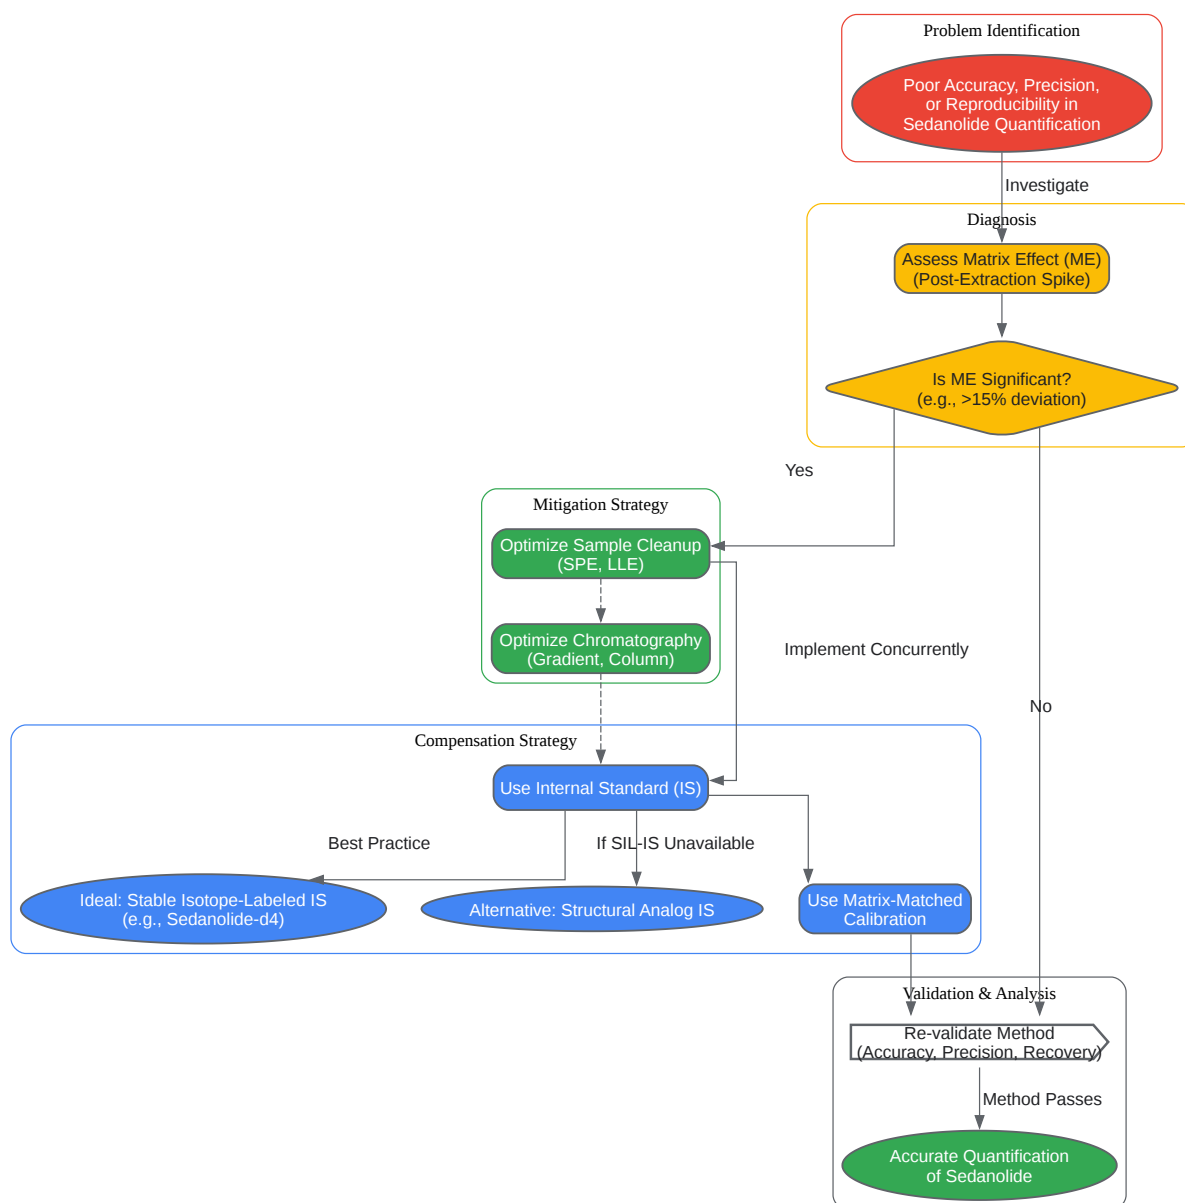 Problem Identification
Poor Accuracy, Precision,
or Reproducibility in
Sedanolide Quantification
Investigate
Diagnosis
Assess Matrix Effect (ME)
(Post-Extraction Spike)
Is ME Significant?
(e.g., >15% deviation)
Yes
Mitigation Strategy
Optimize Sample Cleanup
(SPE, LLE)
Optimize Chromatography
(Gradient, Column)
Implement Concurrently
No
Compensation Strategy
Use Internal Standard (IS)
Best Practice
If SIL-IS Unavailable
Ideal: Stable Isotope-Labeled IS
(e.g., Sedanolide-d4)
Alternative: Structural Analog IS
Use Matrix-Matched
Calibration
Validation & Analysis
Re-validate Method
(Accuracy, Precision, Recovery)
Method Passes
Accurate Quantification
of Sedanolide